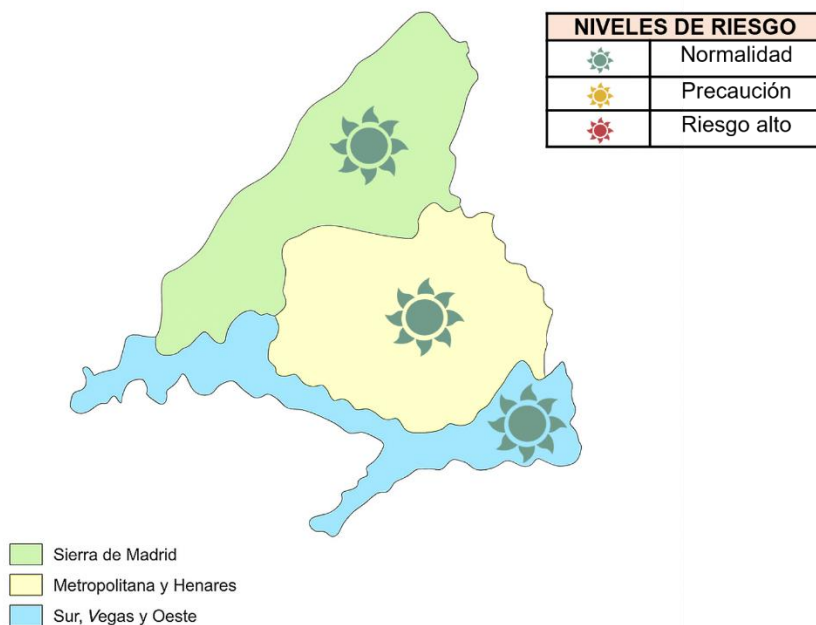 NIVELES DE RIESGO
Normalidad
Precaución
Riesgo alto
Sierra de Madrid
Metropolitana y Henares
Sur, Vegas y Oeste